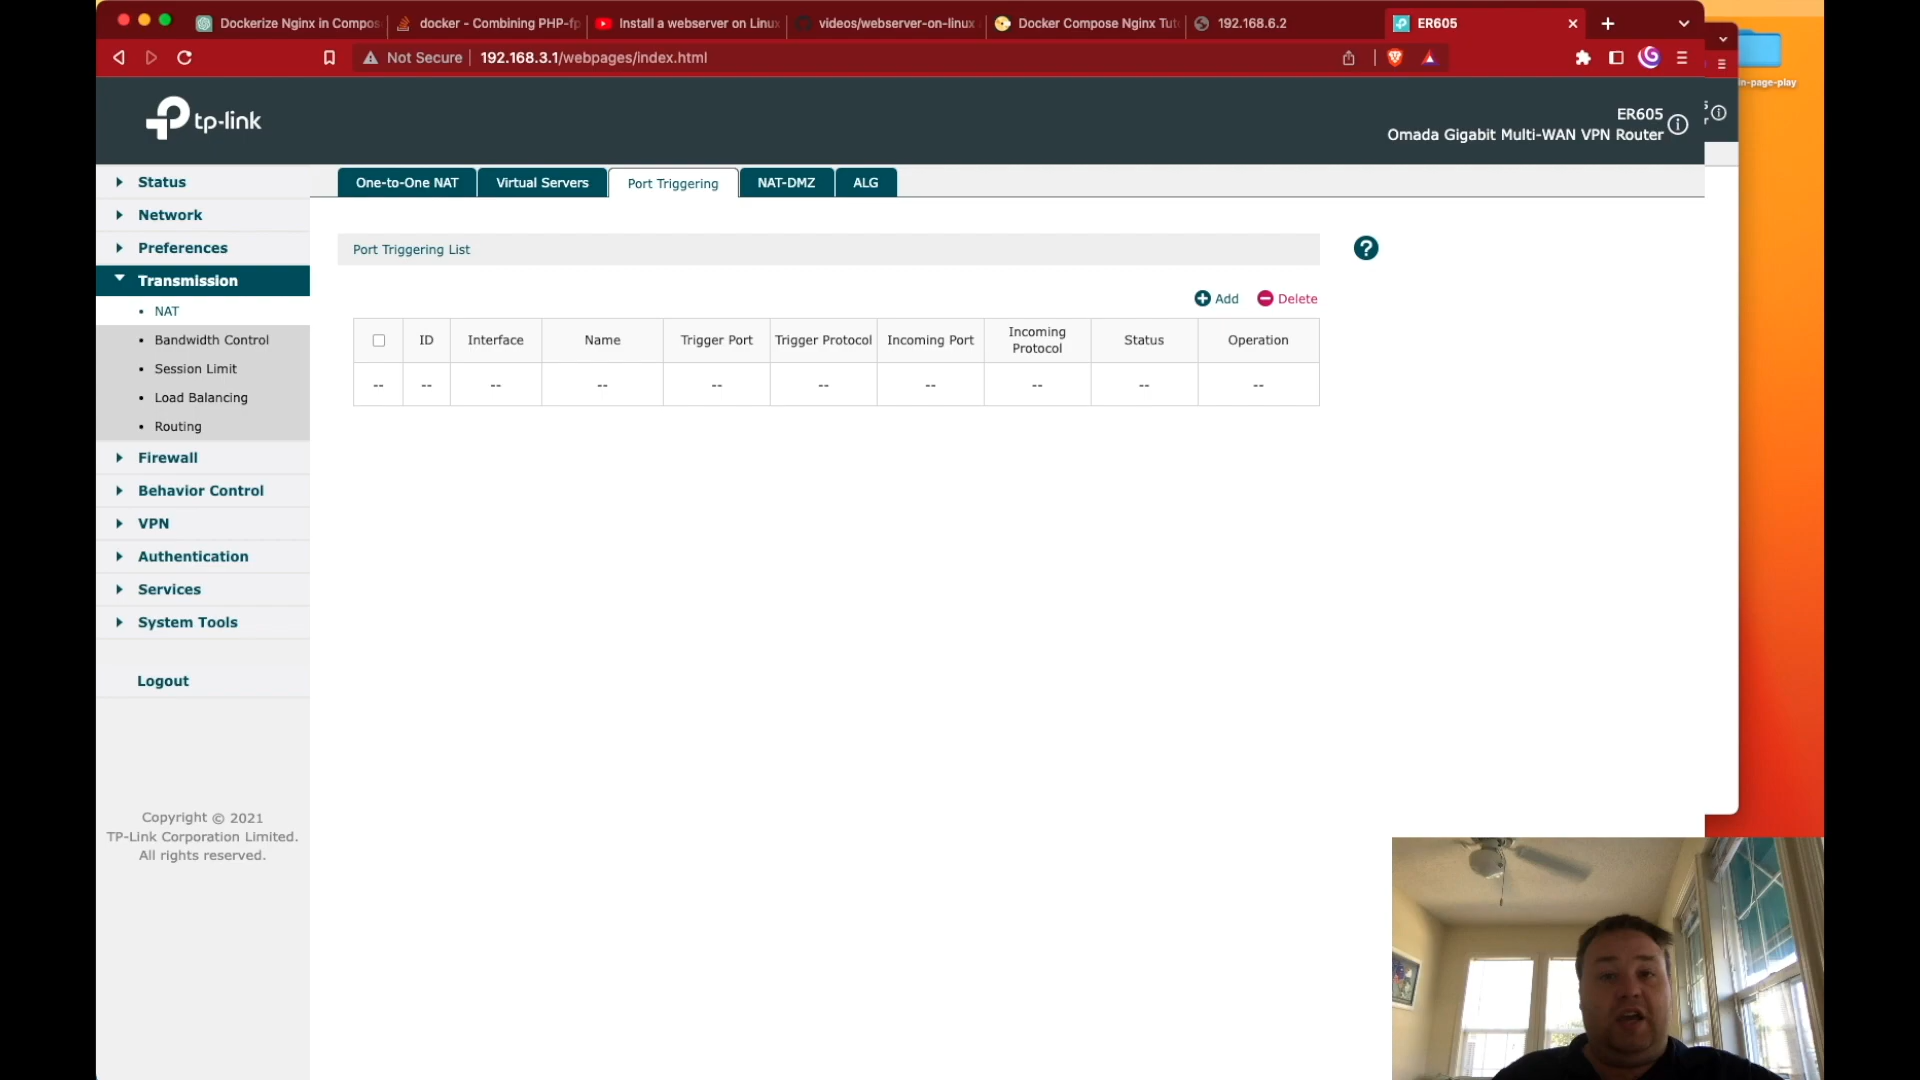 Dockerize Nginx in Compos
docker - Combining PHP-fp
Install a webserver on Linux
videos/webserver-on-linux
Docker Compose Nginx Tut
192.168.6.2
ER605
Not Secure
192.168.3.1/webpages/index.html
in-page-play
tp-link
ER605
Omada Gigabit Multi-WAN VPN Router
Status
Network
Preferences
Transmission
NAT
Bandwidth Control
Session Limit
Load Balancing
Routing
Firewall
Behavior Control
VPN
Authentication
Services
System Tools
Logout
Copyright © 2021
TP-Link Corporation Limited.
All rights reserved.
One-to-One NAT
Virtual Servers
Port Triggering
NAT-DMZ
ALG
Port Triggering List
?
Add
Delete
ID
Interface
Name
Trigger Port
Trigger Protocol
Incoming Port
Incoming
Protocol
Status
Operation
-- -- -- -- -- -- -- -- -- --